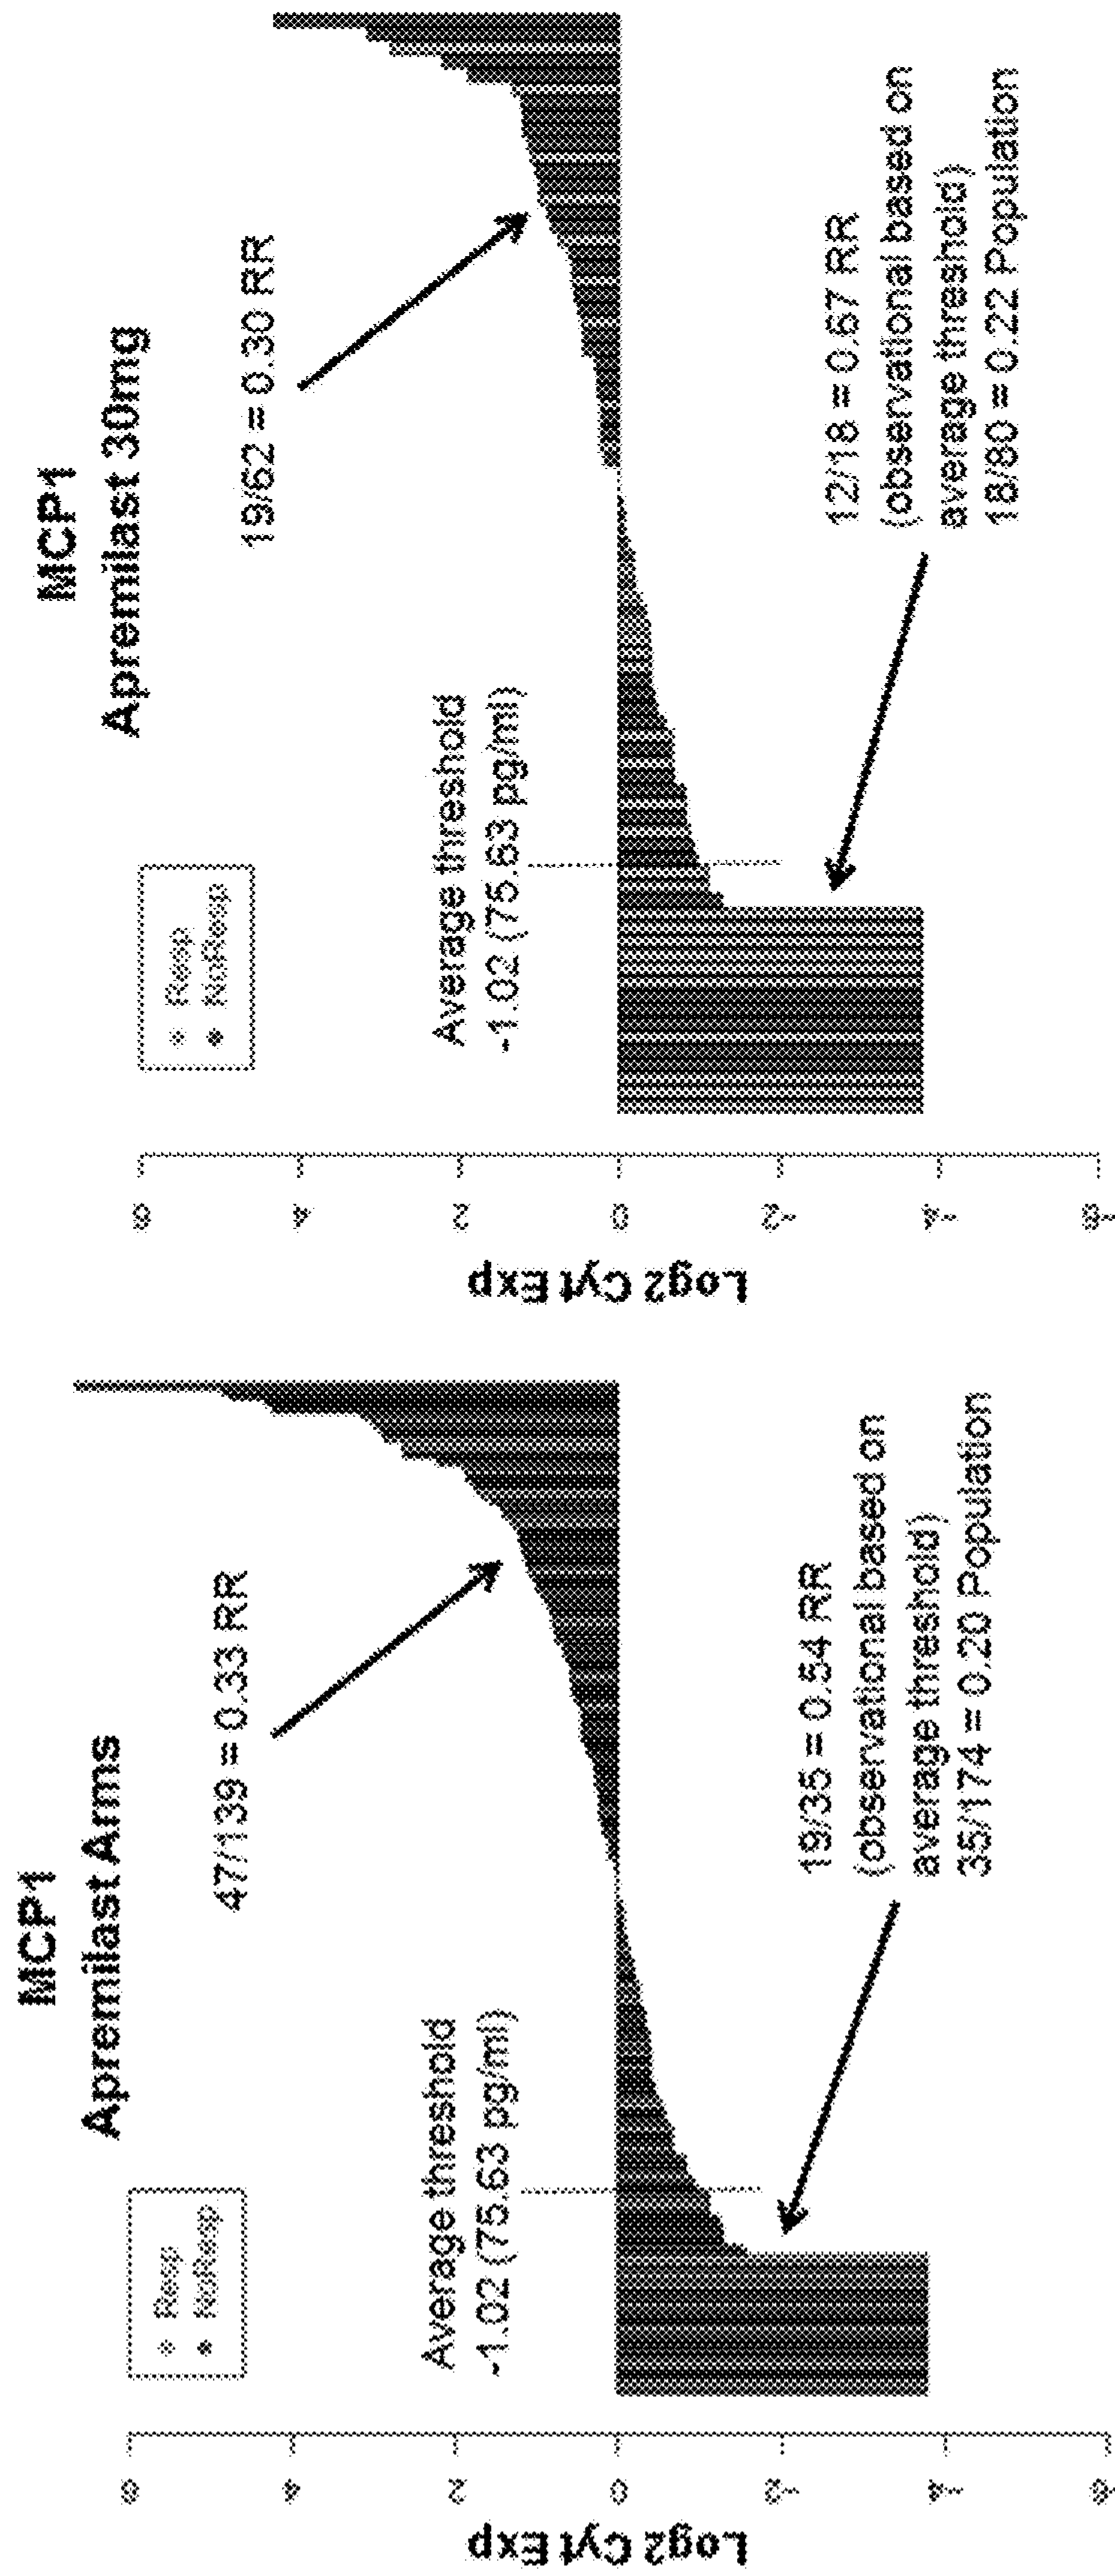 MCP1
Apremilast Arms
Resp
NoResp
47/139 = 0.33 RR
Average threshold
-1.02 (75.63 pg/ml)
19/35 = 0.54 RR
(observational based on
average threshold)
35/174 = 0.20 Population
Log2 Cyt Exp
6
4
2
0
-2
-4
-6
MCP1
Apremilast 30mg
Resp
NoResp
19/62 = 0.30 RR
Average threshold
-1.02 (75.63 pg/ml)
12/18 = 0.67 RR
(observational based on
average threshold)
18/80 = 0.22 Population
Log2 Cyt Exp
6
4
2
0
-2
-4
-6